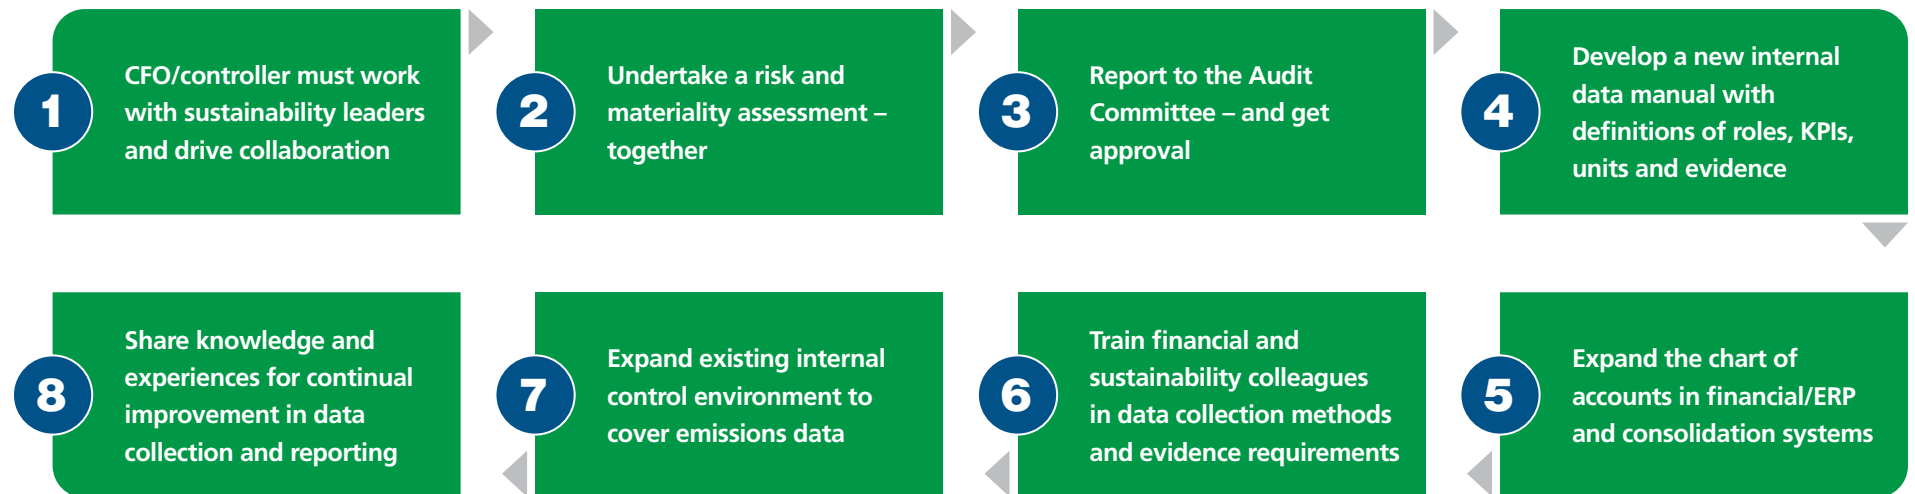 1
CFO/controller must work
with sustainability leaders
and drive collaboration
2
Undertake a risk and
materiality assessment –
together
3
Report to the Audit
Committee – and get
approval
4
Develop a new internal
data manual with
definitions of roles, KPIs,
units and evidence
5
Expand the chart of
accounts in financial/ERP
and consolidation systems
6
Train financial and
sustainability colleagues
in data collection methods
and evidence requirements
7
Expand existing internal
control environment to
cover emissions data
8
Share knowledge and
experiences for continual
improvement in data
collection and reporting